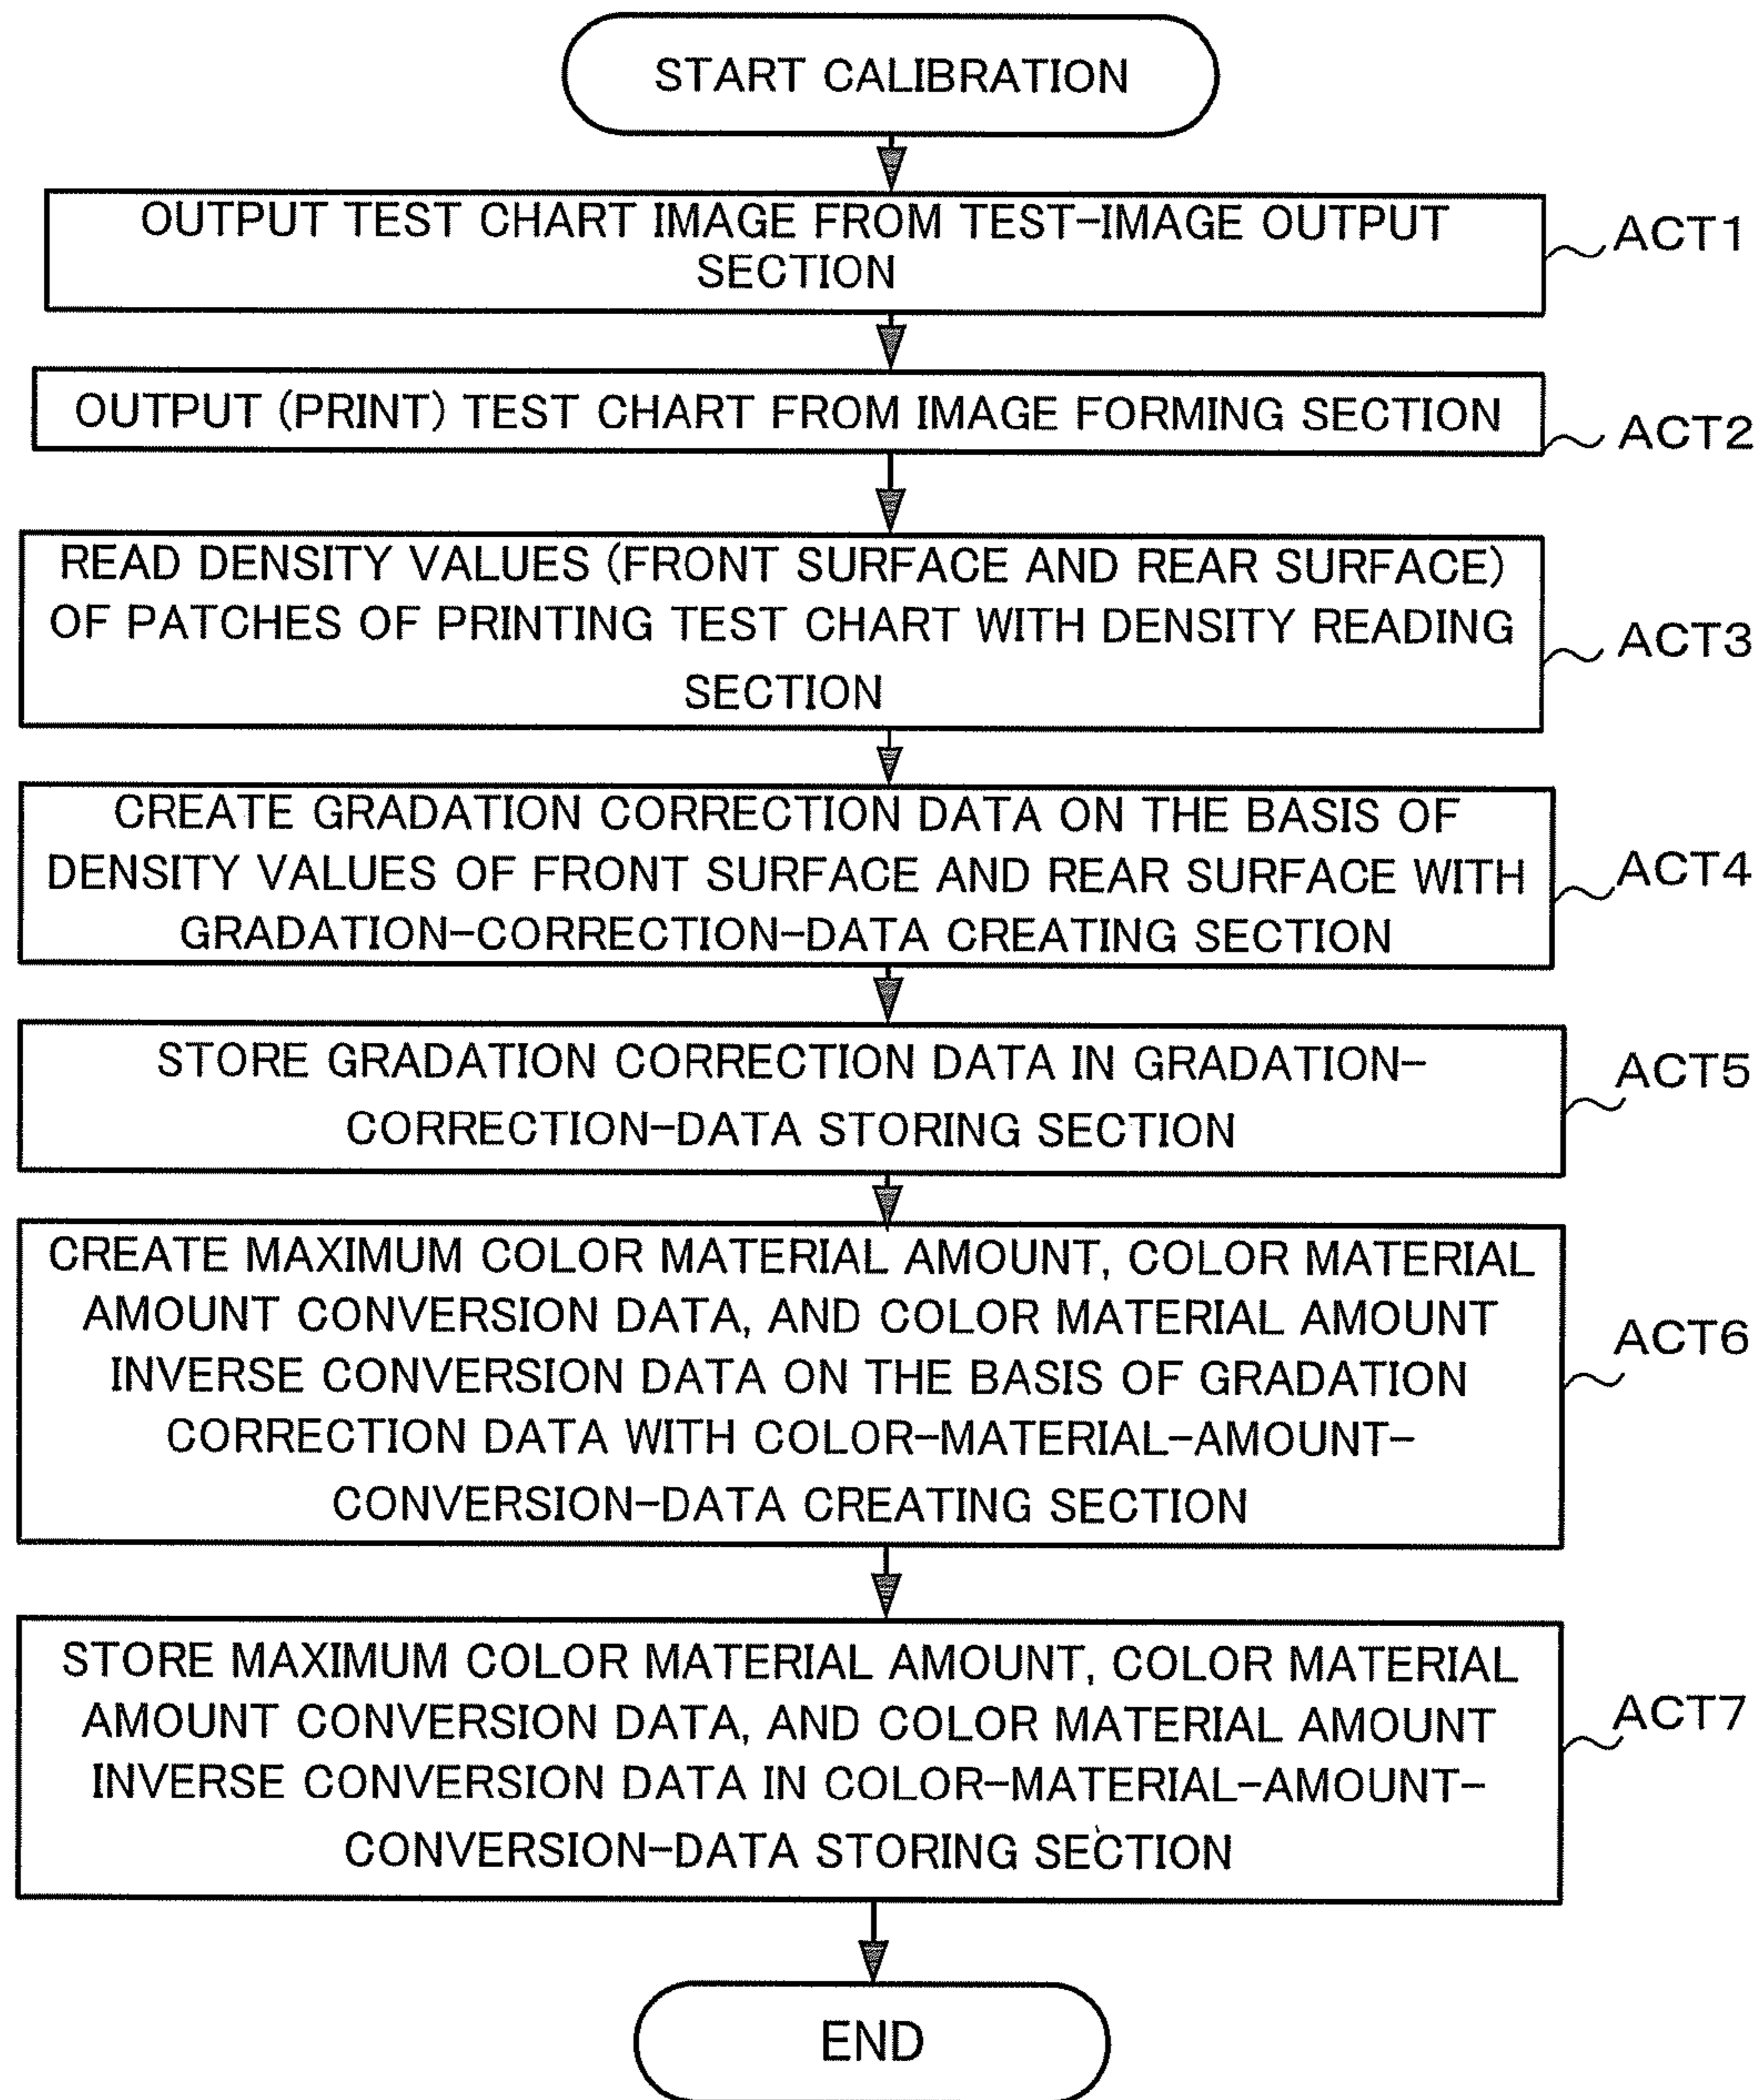 START CALIBRATION
OUTPUT TEST CHART IMAGE FROM TEST-IMAGE OUTPUT
SECTION
ACT1
OUTPUT (PRINT) TEST CHART FROM IMAGE FORMING SECTION
ACT2
READ DENSITY VALUES (FRONT SURFACE AND REAR SURFACE)
OF PATCHES OF PRINTING TEST CHART WITH DENSITY READING
SECTION
ACT3
CREATE GRADATION CORRECTION DATA ON THE BASIS OF
DENSITY VALUES OF FRONT SURFACE AND REAR SURFACE WITH
GRADATION-CORRECTION-DATA CREATING SECTION
ACT4
STORE GRADATION CORRECTION DATA IN GRADATION-
CORRECTION-DATA STORING SECTION
ACT5
CREATE MAXIMUM COLOR MATERIAL AMOUNT, COLOR MATERIAL
AMOUNT CONVERSION DATA, AND COLOR MATERIAL AMOUNT
INVERSE CONVERSION DATA ON THE BASIS OF GRADATION
CORRECTION DATA WITH COLOR-MATERIAL-AMOUNT-
CONVERSION-DATA CREATING SECTION
ACT6
STORE MAXIMUM COLOR MATERIAL AMOUNT, COLOR MATERIAL
AMOUNT CONVERSION DATA, AND COLOR MATERIAL AMOUNT
INVERSE CONVERSION DATA IN COLOR-MATERIAL-AMOUNT-
CONVERSION-DATA STORING SECTION
ACT7
END